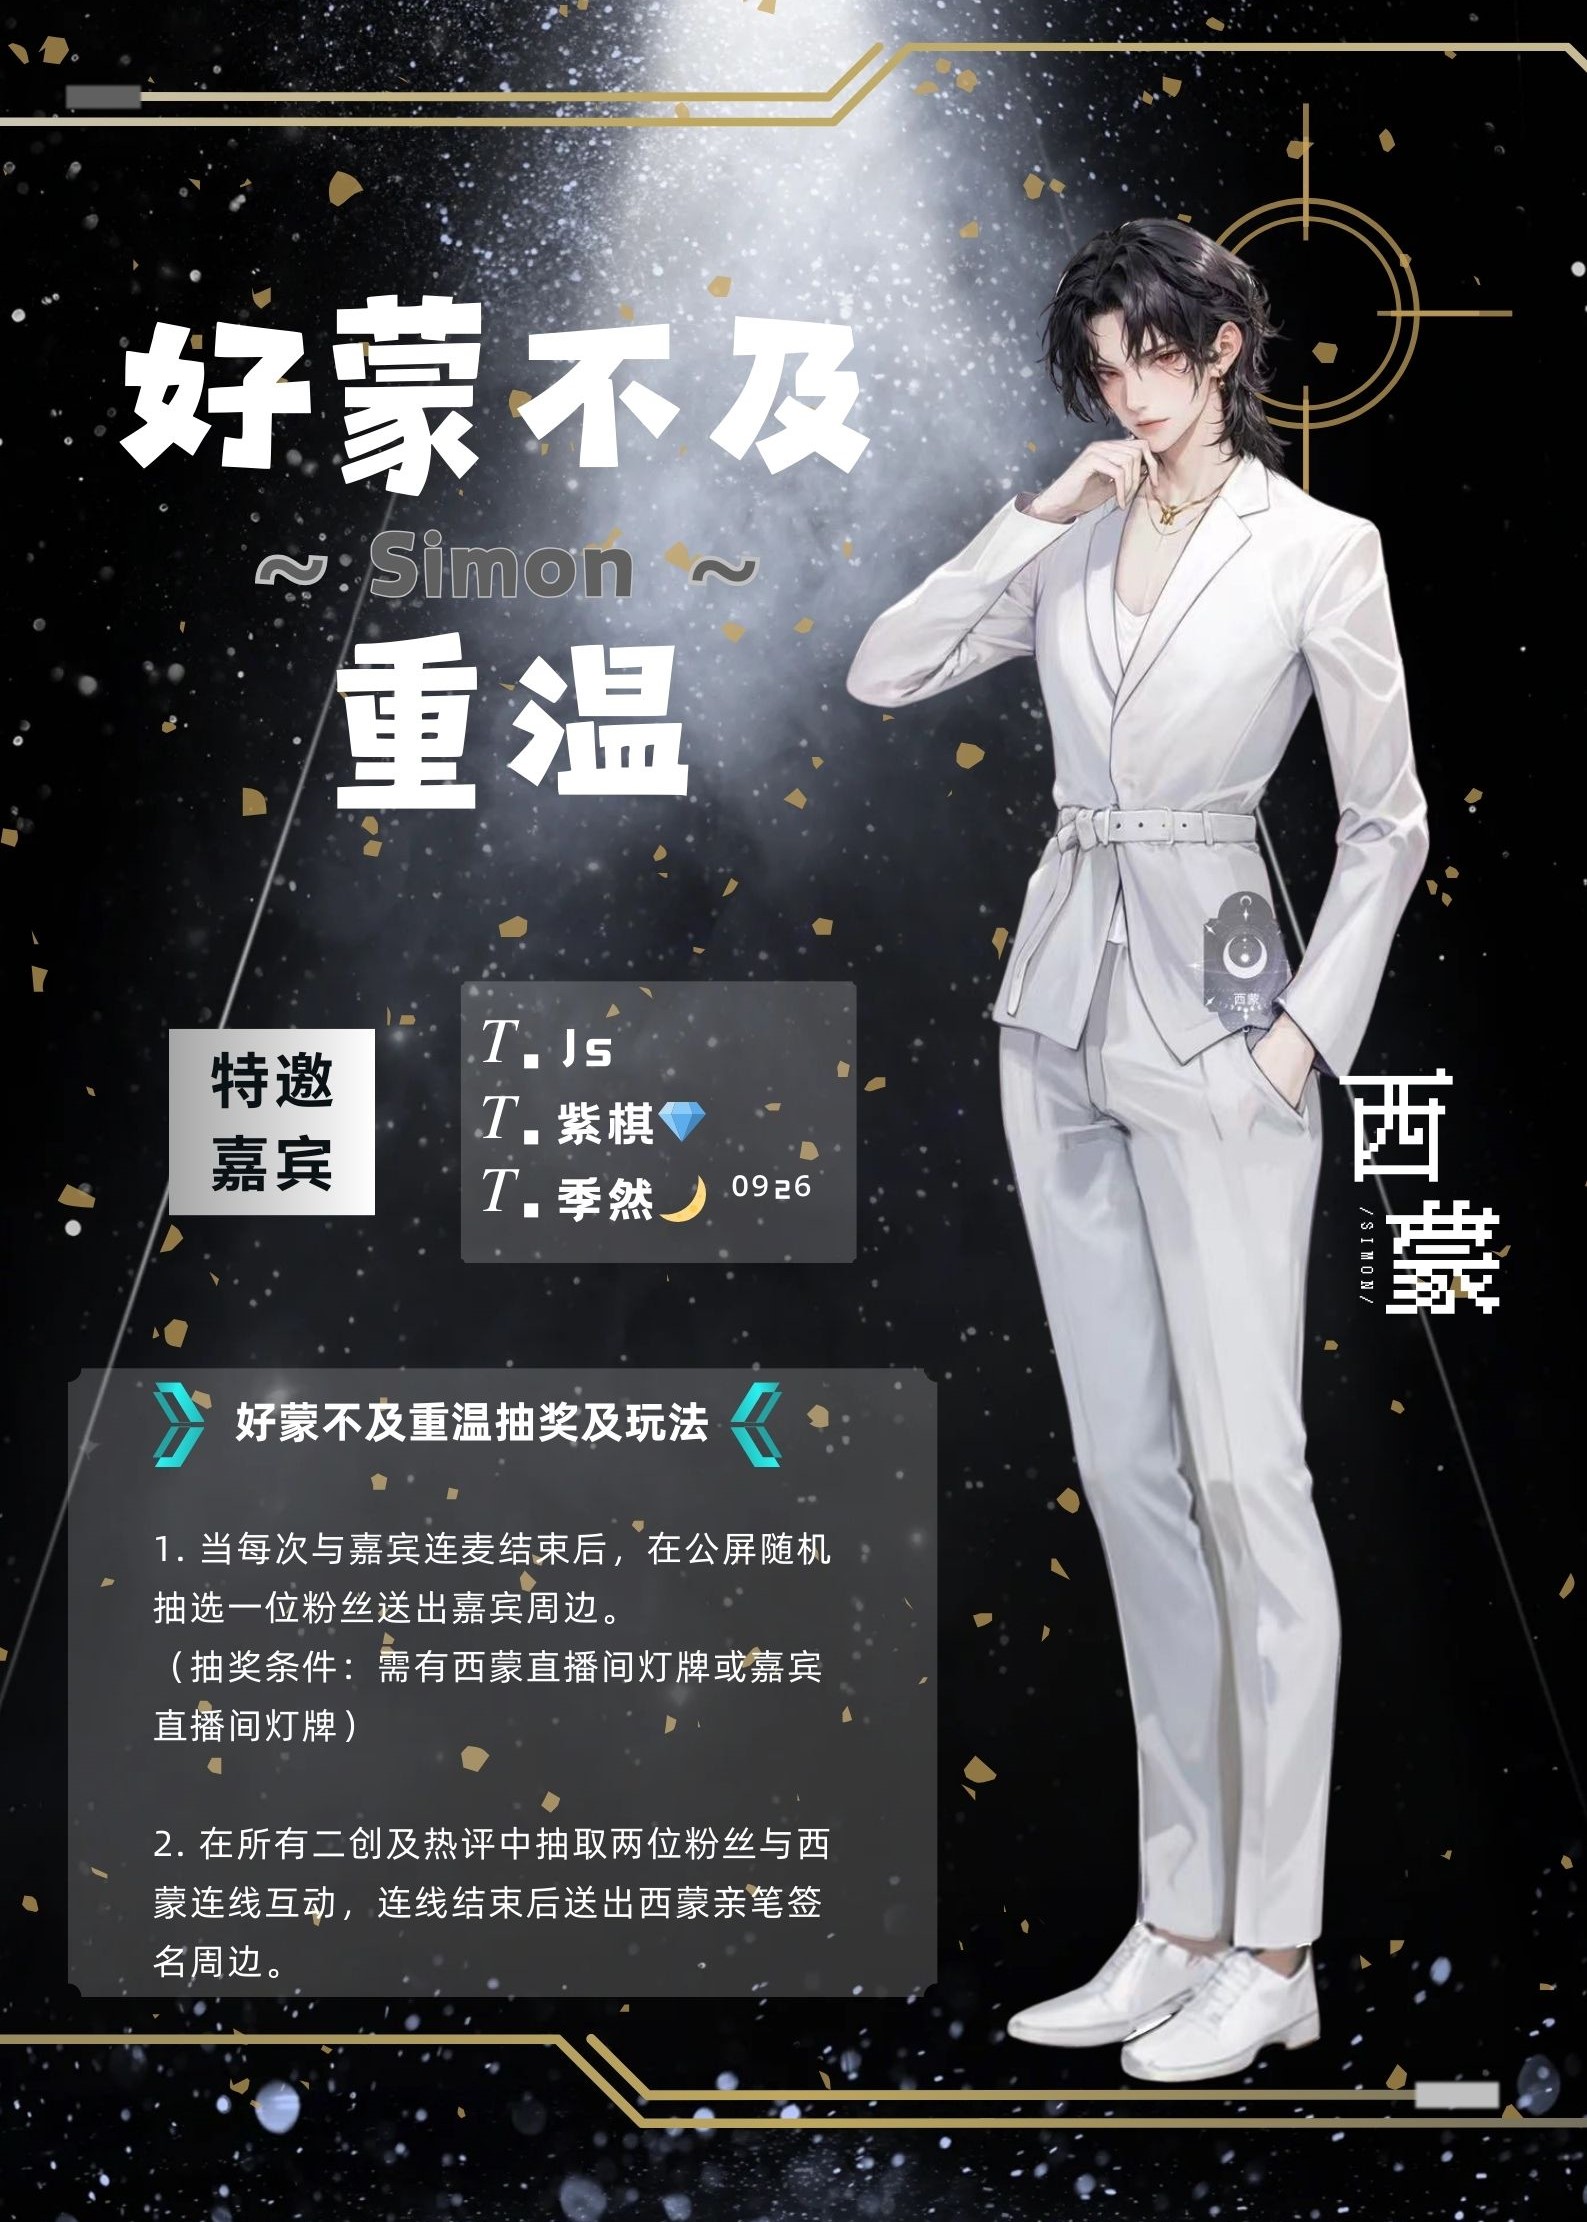 好蒙不及
~ Simon ~
重温
特邀
嘉宾
T.Js
T.紫棋💎
T.季然🌙 0926
西蒙
西蒙
/SIMON/
好蒙不及重温抽奖及玩法
1. 当每次与嘉宾连麦结束后，在公屏随机
抽选一位粉丝送出嘉宾周边。
（抽奖条件：需有西蒙直播间灯牌或嘉宾
直播间灯牌）
2. 在所有二创及热评中抽取两位粉丝与西
蒙连线互动，连线结束后送出西蒙亲笔签
名周边。